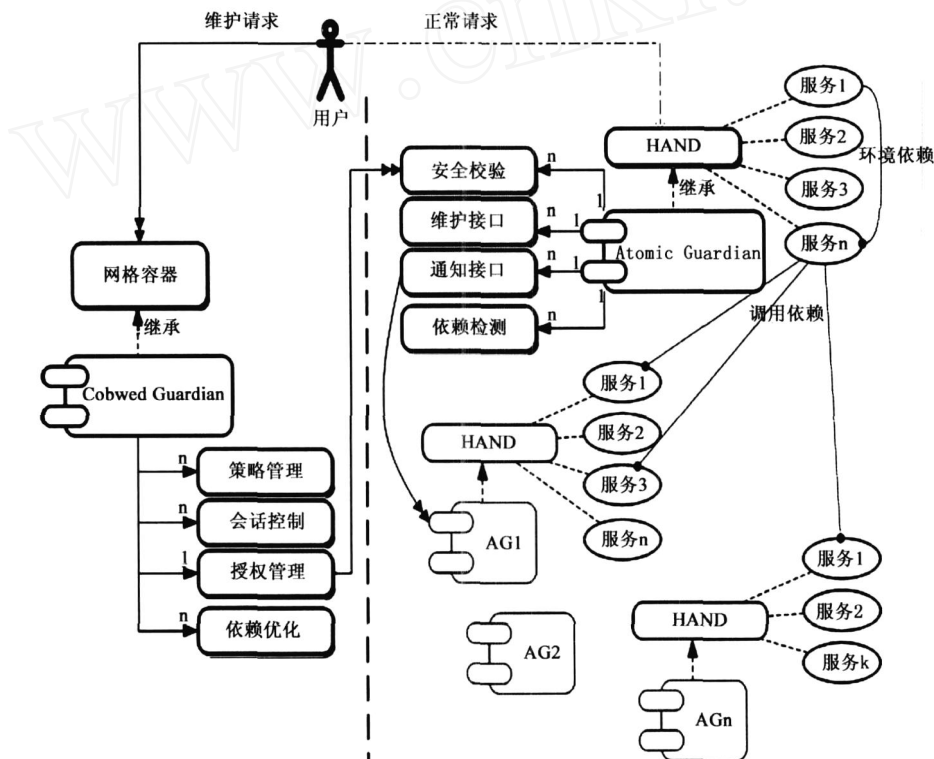 www.cnki
维护请求
正常请求
用户
网格容器
继承
Cobwed Guardian
n
策略管理
n
会话控制
1
授权管理
n
依赖优化
安全校验
n
维护接口
n
通知接口
n
依赖检测
n
1
1
1
1
HAND
继承
Atomic Guardian
服务1
服务2
服务3
服务n
环境依赖
调用依赖
HAND
服务1
服务2
服务3
服务n
AG1
AG2
HAND
服务1
服务2
服务k
AGn